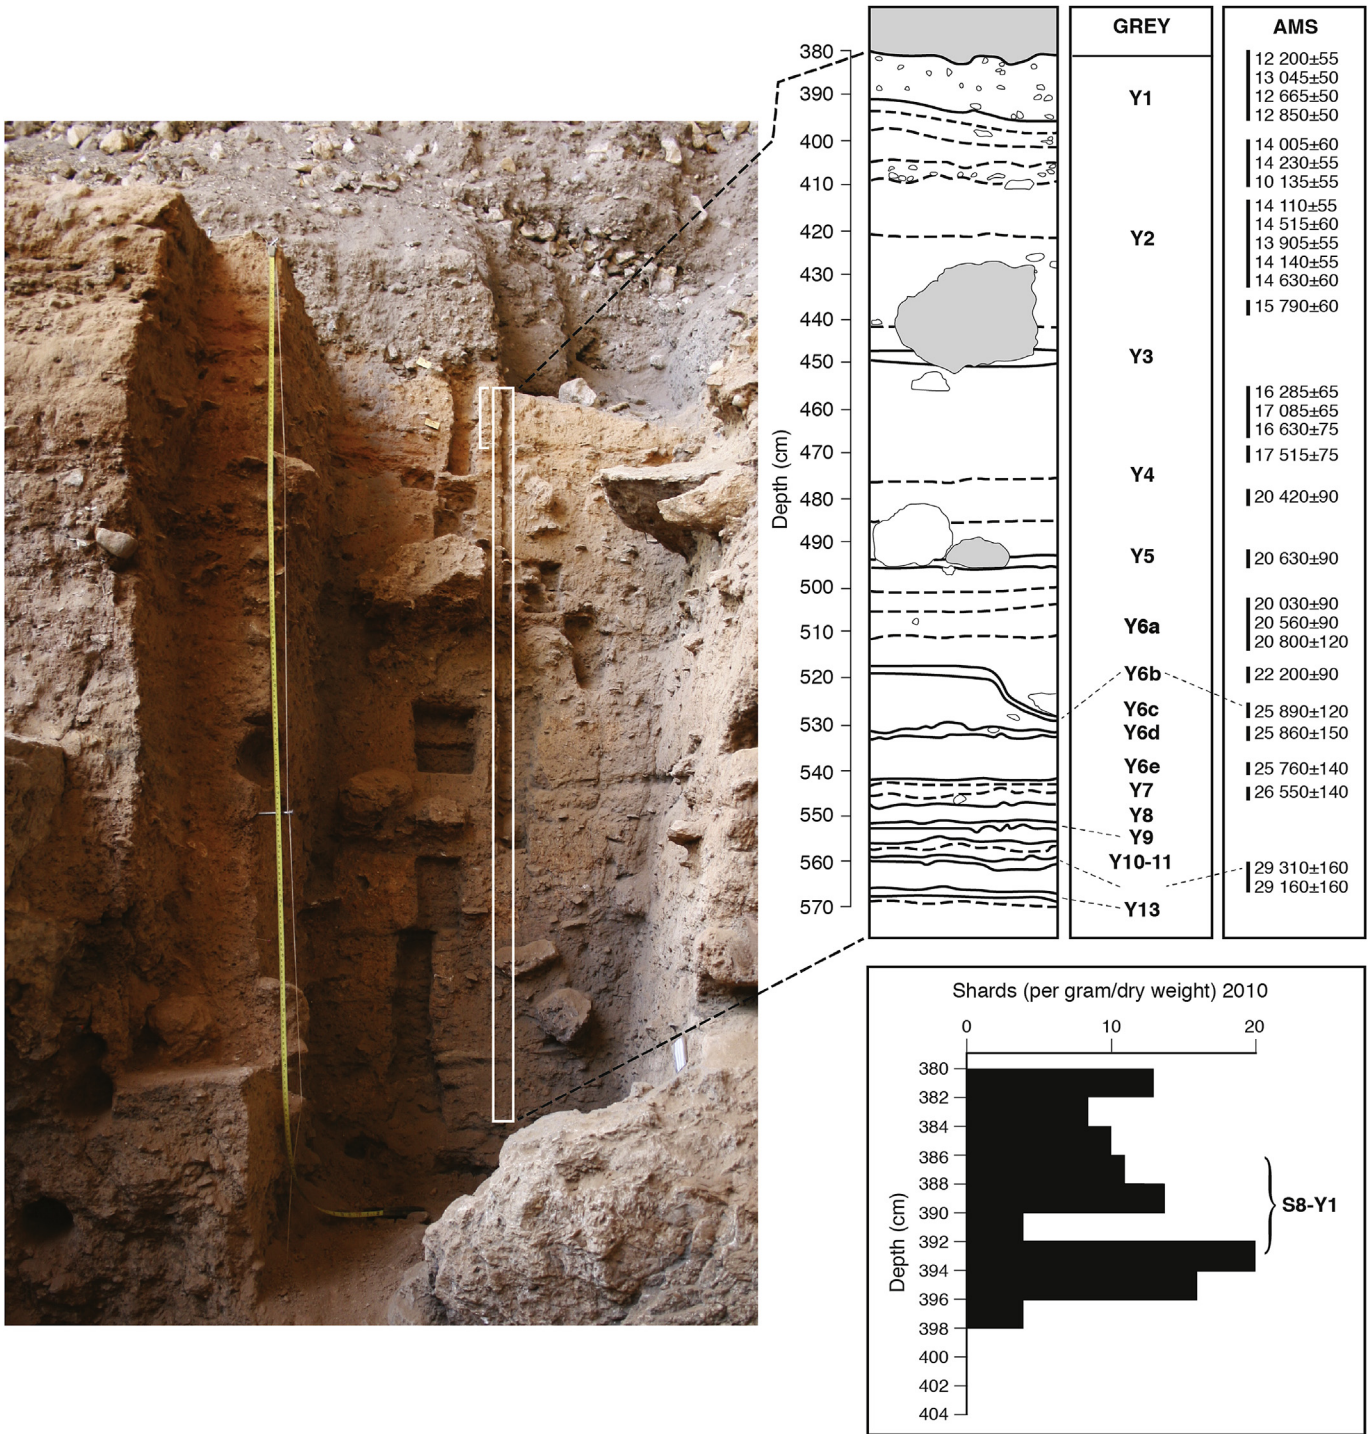 GREY
AMS
Depth (cm)
380
390
400
410
420
430
440
450
460
470
480
490
500
510
520
530
540
550
560
570
Y1
Y2
Y3
Y4
Y5
Y6a
Y6b
Y6c
Y6d
Y6e
Y7
Y8
Y9
Y10-11
Y13
12 200±55
13 045±50
12 665±50
12 850±50
14 005±60
14 230±55
10 135±55
14 110±55
14 515±60
13 905±55
14 140±55
14 630±60
15 790±60
16 285±65
17 085±65
16 630±75
17 515±75
20 420±90
20 630±90
20 030±90
20 560±90
20 800±120
22 200±90
25 890±120
25 860±150
25 760±140
26 550±140
29 310±160
29 160±160
Shards (per gram/dry weight) 2010
0 10 20
Depth (cm)
380
382
384
386
388
390
392
394
396
398
400
402
404
S8-Y1